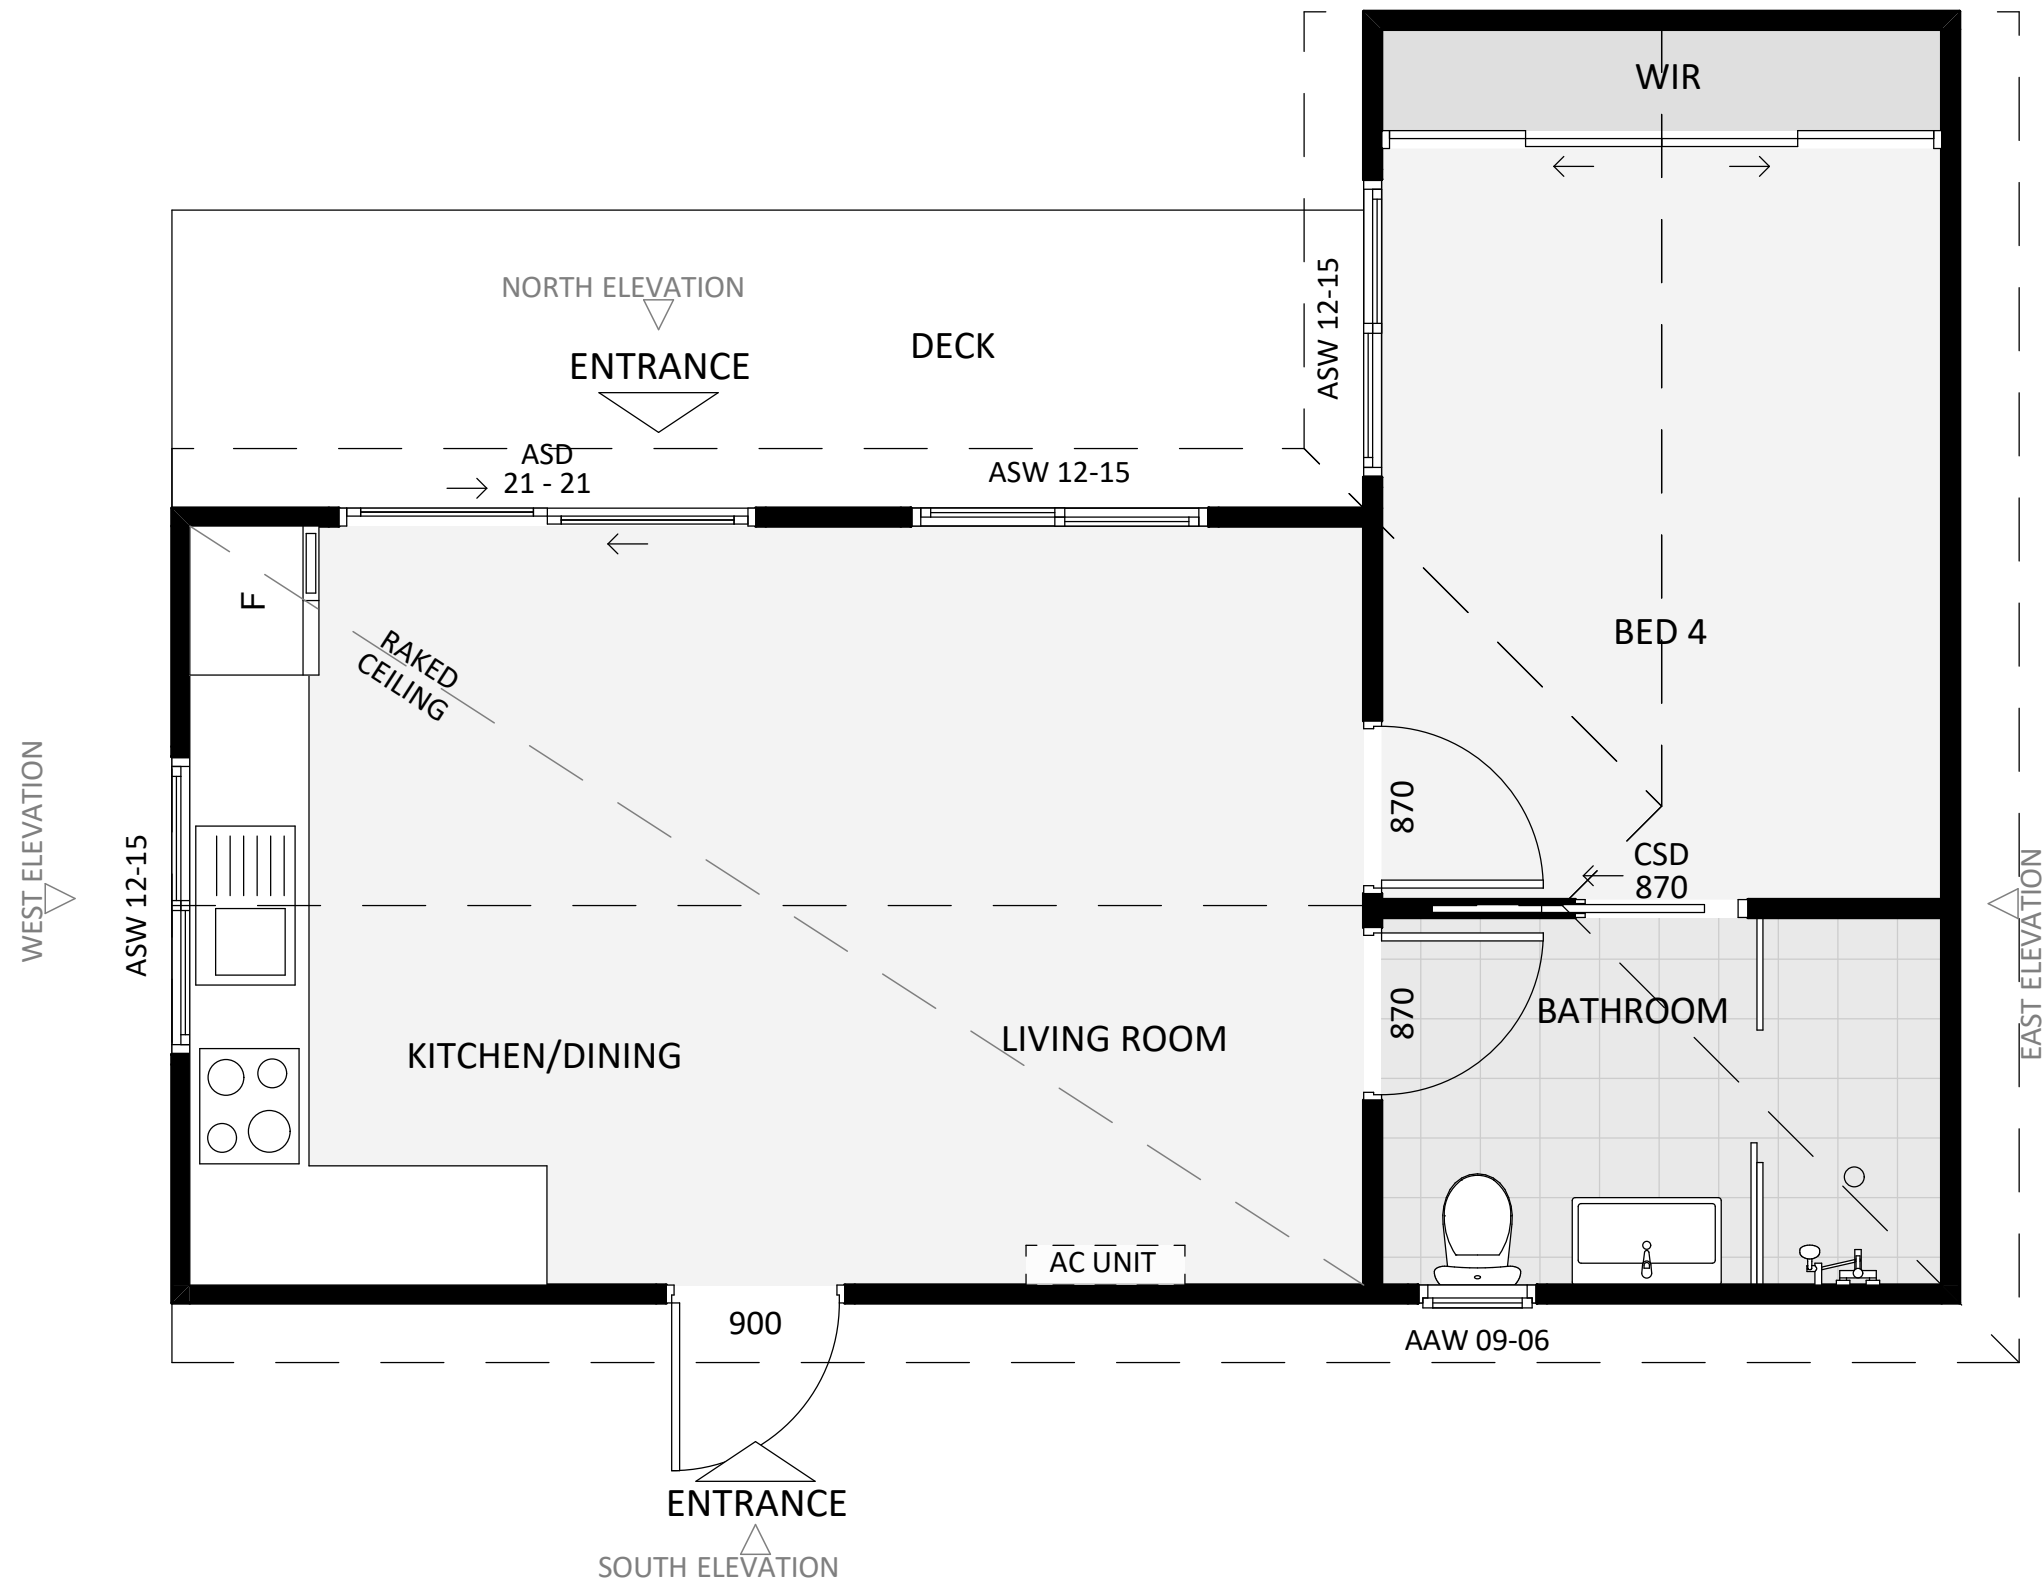 WIR
NORTH ELEVATION
ENTRANCE
DECK
ASW 12-15
ASD
21 - 21
ASW 12-15
F
RAKED
CEILING
BED 4
WEST ELEVATION
ASW 12-15
870
CSD
870
EAST ELEVATION
870
BATHROOM
KITCHEN/DINING
LIVING ROOM
AC UNIT
900
AAW 09-06
ENTRANCE
SOUTH ELEVATION